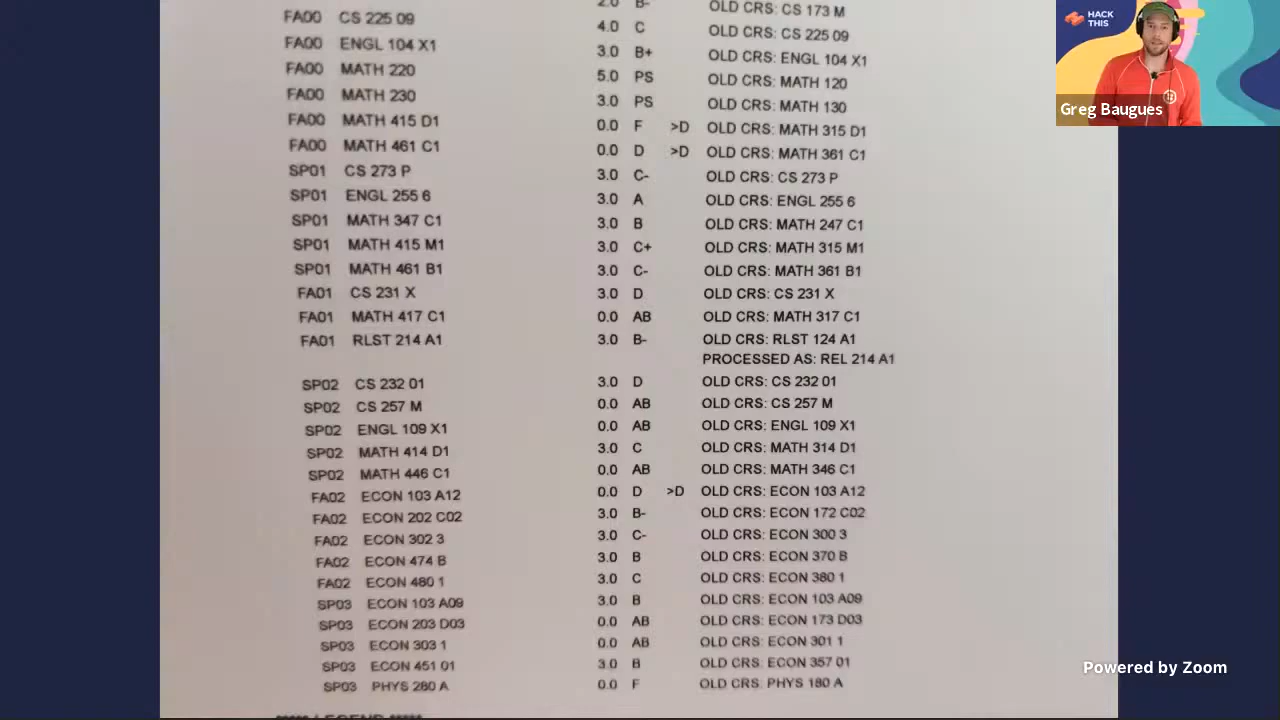 2.0 B- OLD CRS: CS 173 M
FA00 CS 225 09 4.0 C OLD CRS: CS 225 09
FA00 ENGL 104 X1 3.0 B+ OLD CRS: ENGL 104 X1
FA00 MATH 220 5.0 PS OLD CRS: MATH 120
FA00 MATH 230 3.0 PS OLD CRS: MATH 130
FA00 MATH 415 D1 0.0 F >D OLD CRS: MATH 315 D1
FA00 MATH 461 C1 0.0 D >D OLD CRS: MATH 361 C1
SP01 CS 273 P 3.0 C- OLD CRS: CS 273 P
SP01 ENGL 255 6 3.0 A OLD CRS: ENGL 255 6
SP01 MATH 347 C1 3.0 B OLD CRS: MATH 247 C1
SP01 MATH 415 M1 3.0 C+ OLD CRS: MATH 315 M1
SP01 MATH 461 B1 3.0 C- OLD CRS: MATH 361 B1
FA01 CS 231 X 3.0 D OLD CRS: CS 231 X
FA01 MATH 417 C1 0.0 AB OLD CRS: MATH 317 C1
FA01 RLST 214 A1 3.0 B- OLD CRS: RLST 124 A1
PROCESSED AS: REL 214 A1
SP02 CS 232 01 3.0 D OLD CRS: CS 232 01
SP02 CS 257 M 0.0 AB OLD CRS: CS 257 M
SP02 ENGL 109 X1 0.0 AB OLD CRS: ENGL 109 X1
SP02 MATH 414 D1 3.0 C OLD CRS: MATH 314 D1
SP02 MATH 446 C1 0.0 AB OLD CRS: MATH 346 C1
FA02 ECON 103 A12 0.0 D >D OLD CRS: ECON 103 A12
FA02 ECON 202 C02 3.0 B- OLD CRS: ECON 172 C02
FA02 ECON 302 3 3.0 C- OLD CRS: ECON 300 3
FA02 ECON 474 B 3.0 B OLD CRS: ECON 370 B
FA02 ECON 480 1 3.0 C OLD CRS: ECON 380 1
SP03 ECON 103 A09 3.0 B OLD CRS: ECON 103 A09
SP03 ECON 203 D03 0.0 AB OLD CRS: ECON 173 D03
SP03 ECON 303 1 0.0 AB OLD CRS: ECON 301 1
SP03 ECON 451 01 3.0 B OLD CRS: ECON 357 01
SP03 PHYS 280 A 0.0 F OLD CRS: PHYS 180 A
***** LEGEND *****
HACK
THIS
Greg Baugues
Powered by Zoom